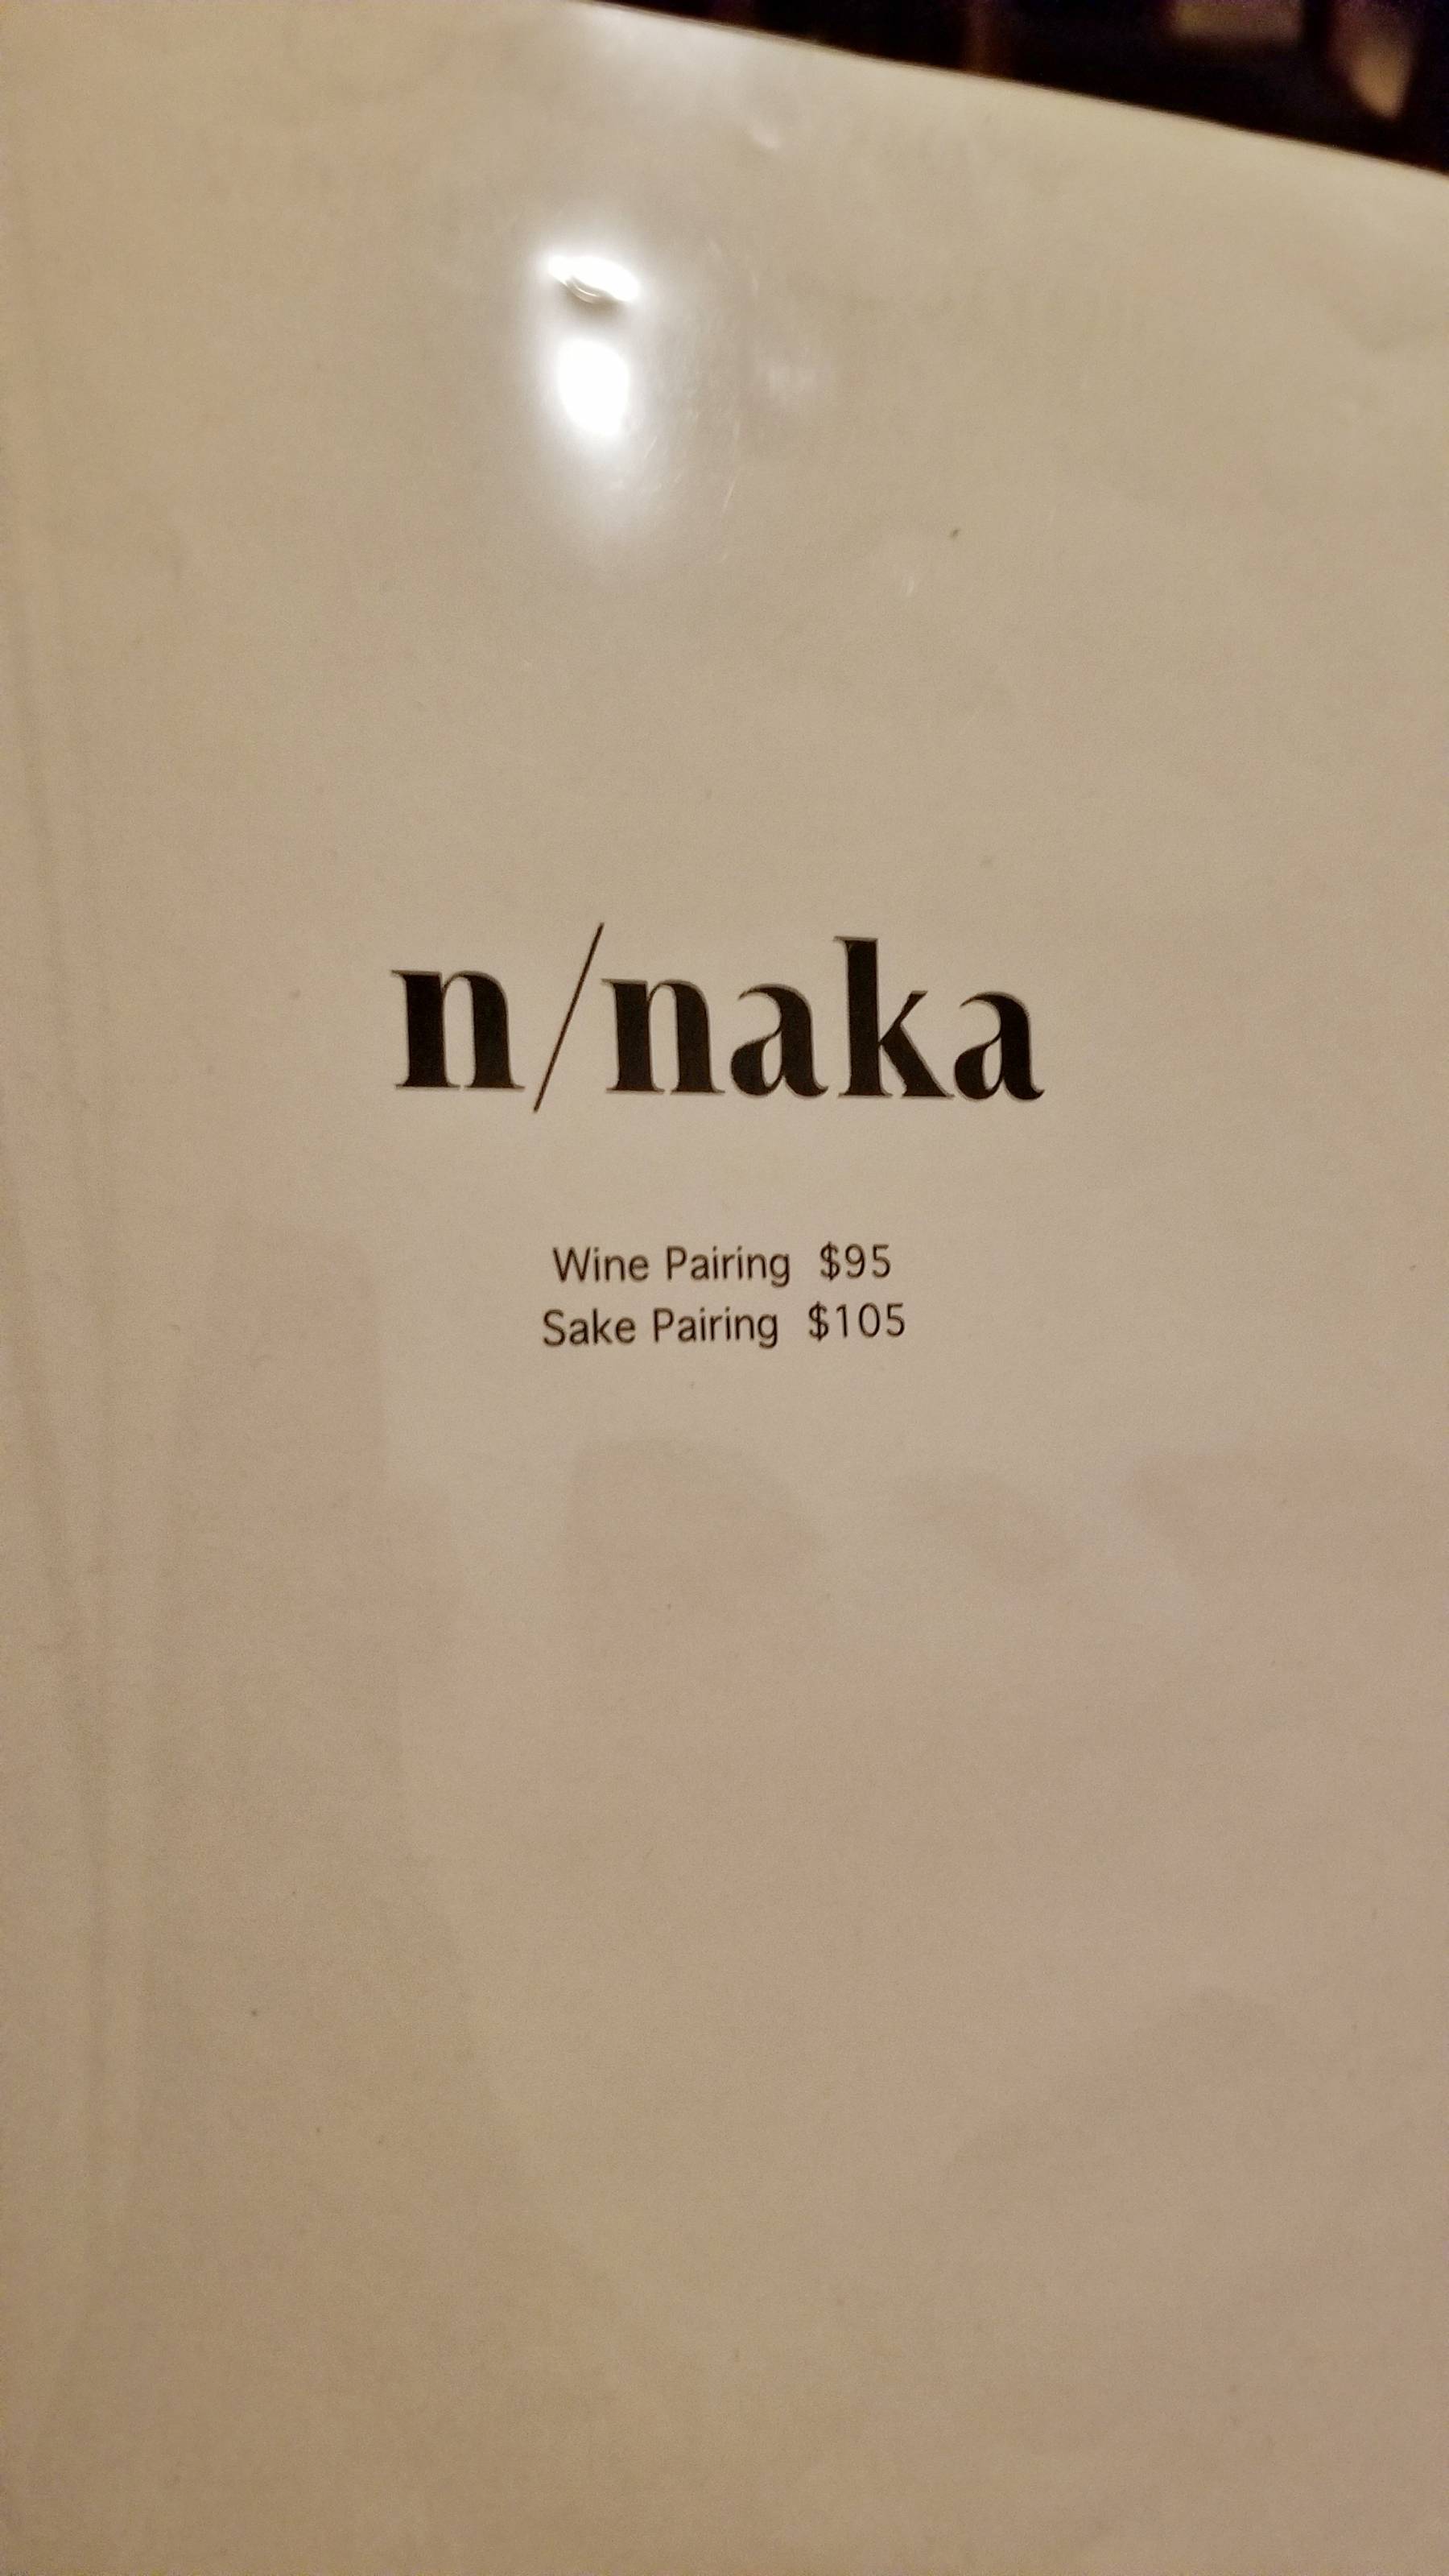 n/naka
Wine Pairing $95
Sake Pairing $105